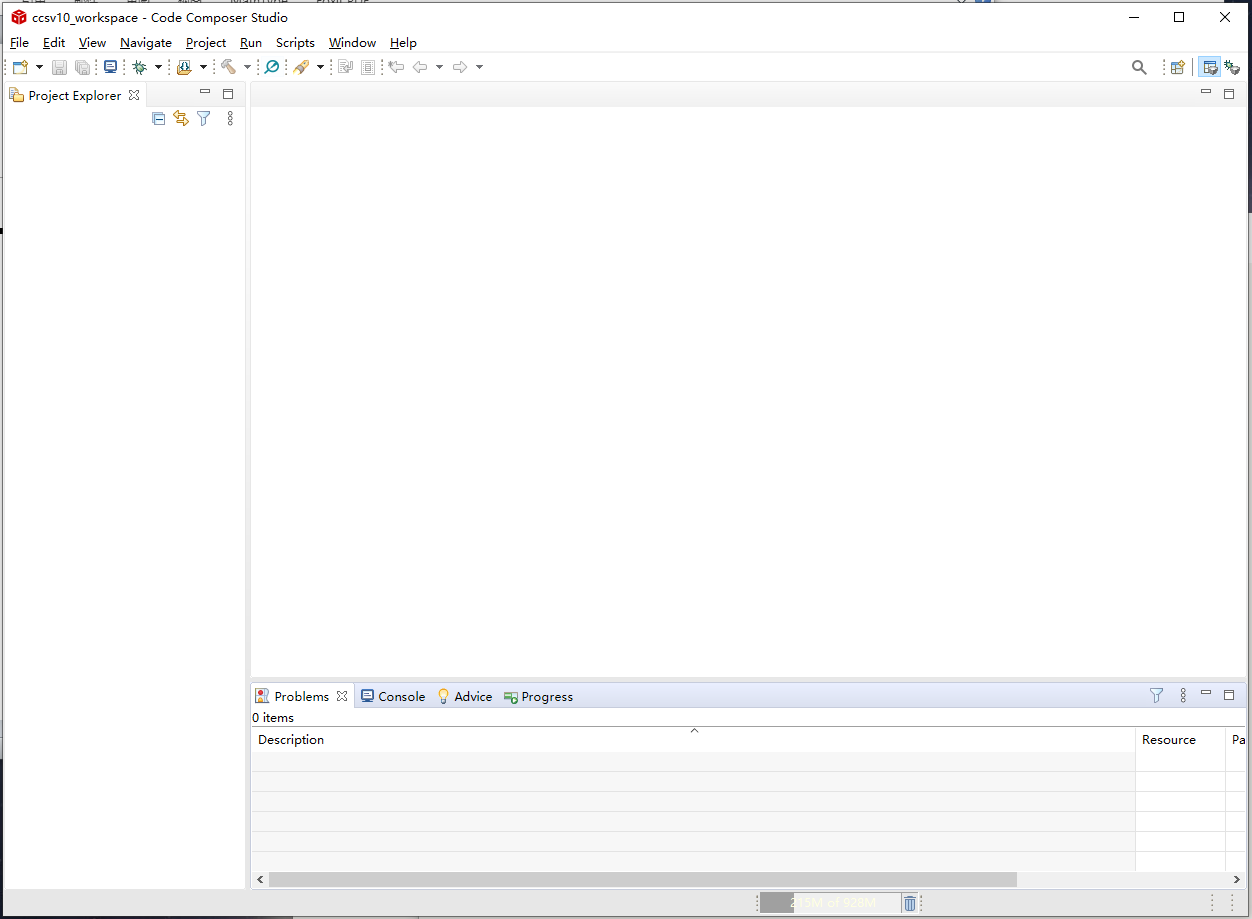 ccsv10_workspace - Code Composer Studio
File Edit View Navigate Project Run Scripts Window Help
Project Explorer
Problems Console Advice Progress
0 items
Description Resource Pa
215M of 928M